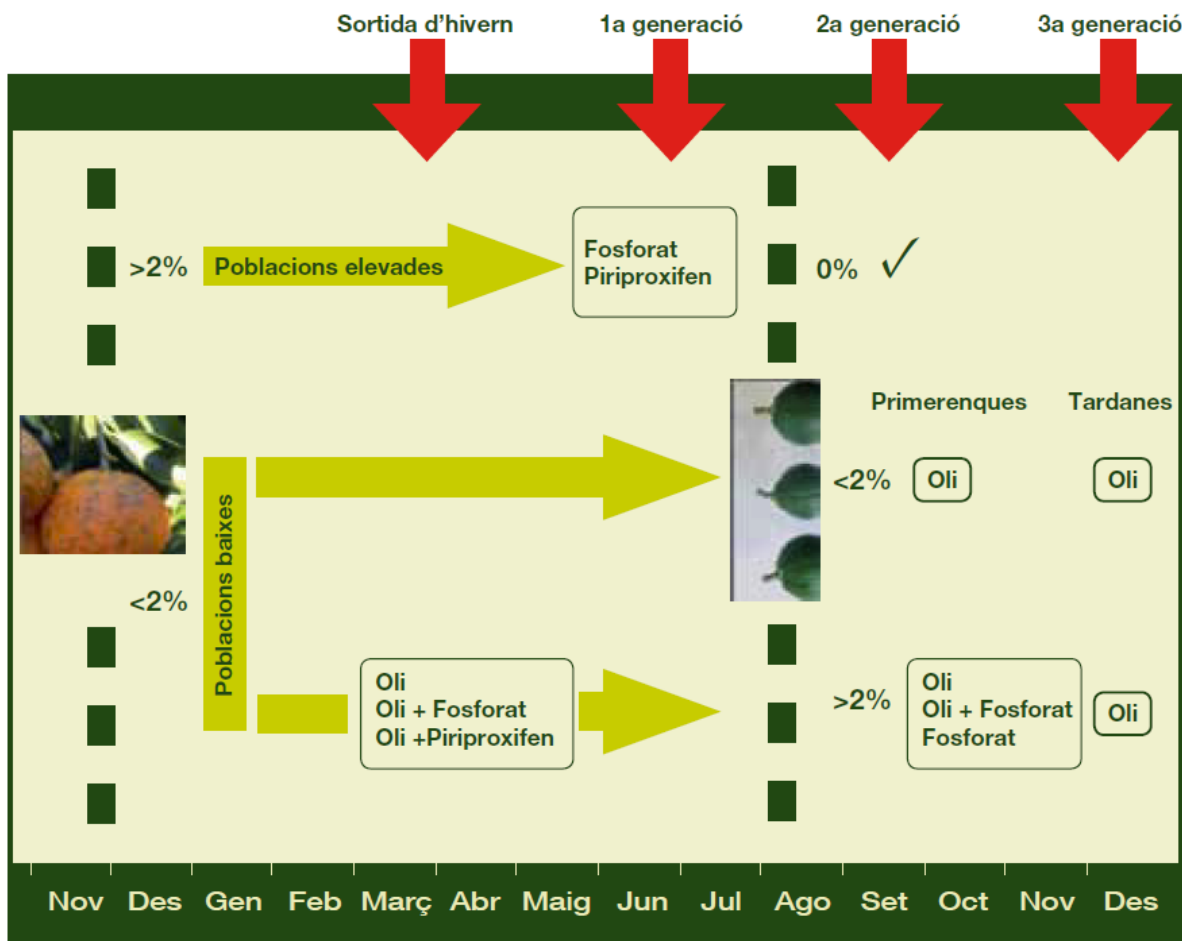 Sortida d'hivern
1a generació
2a generació
3a generació
>2%
Poblacions elevades
Fosforat
Piriproxifen
0%
Primerenques
Tardanes
<2%
Oli
Oli
<2%
Poblacions baixes
Oli
Oli + Fosforat
Oli +Piriproxifen
>2%
Oli
Oli + Fosforat
Fosforat
Oli
Nov Des Gen Feb Març Abr Maig Jun Jul Ago Set Oct Nov Des